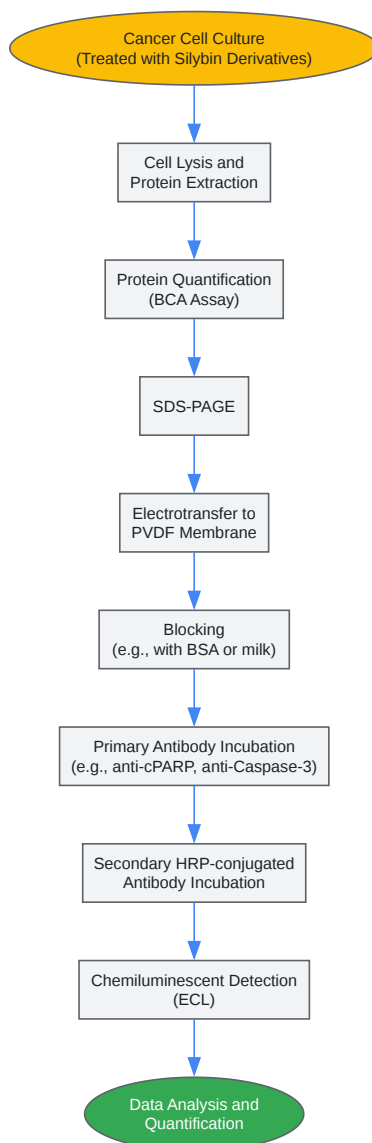 Cancer Cell Culture
(Treated with Silybin Derivatives)
Cell Lysis and
Protein Extraction
Protein Quantification
(BCA Assay)
SDS-PAGE
Electrotransfer to
PVDF Membrane
Blocking
(e.g., with BSA or milk)
Primary Antibody Incubation
(e.g., anti-cPARP, anti-Caspase-3)
Secondary HRP-conjugated
Antibody Incubation
Chemiluminescent Detection
(ECL)
Data Analysis and
Quantification